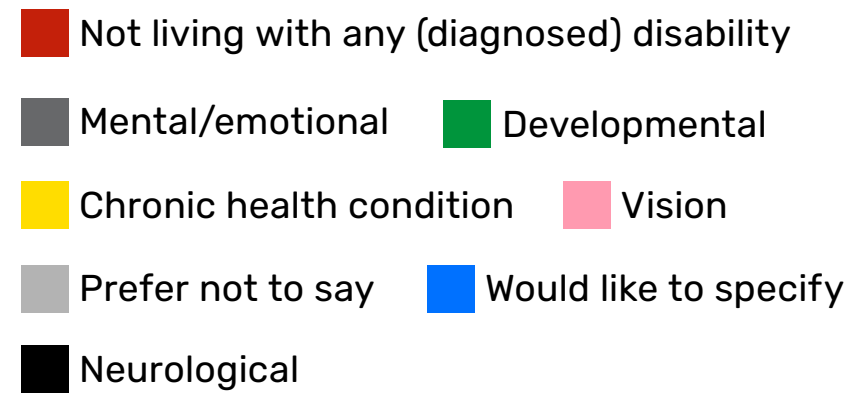 Not living with any (diagnosed) disability
Mental/emotional Developmental
Chronic health condition Vision
Prefer not to say Would like to specify
Neurological